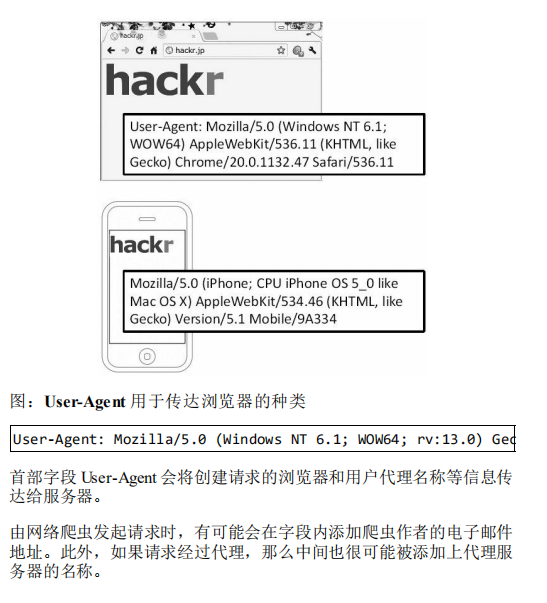 hackr.jp
hackr.jp
hackr
User-Agent: Mozilla/5.0 (Windows NT 6.1;
WOW64) AppleWebKit/536.11 (KHTML, like
Gecko) Chrome/20.0.1132.47 Safari/536.11
hackr
Mozilla/5.0 (iPhone; CPU iPhone OS 5_0 like
Mac OS X) AppleWebKit/534.46 (KHTML, like
Gecko) Version/5.1 Mobile/9A334
图：User-Agent 用于传达浏览器的种类
User-Agent: Mozilla/5.0 (Windows NT 6.1; WOW64; rv:13.0) Gec
首部字段 User-Agent 会将创建请求的浏览器和用户代理名称等信息传
达给服务器。
由网络爬虫发起请求时，有可能会在字段内添加爬虫作者的电子邮件
地址。此外，如果请求经过代理，那么中间也很可能被添加上代理服
务器的名称。